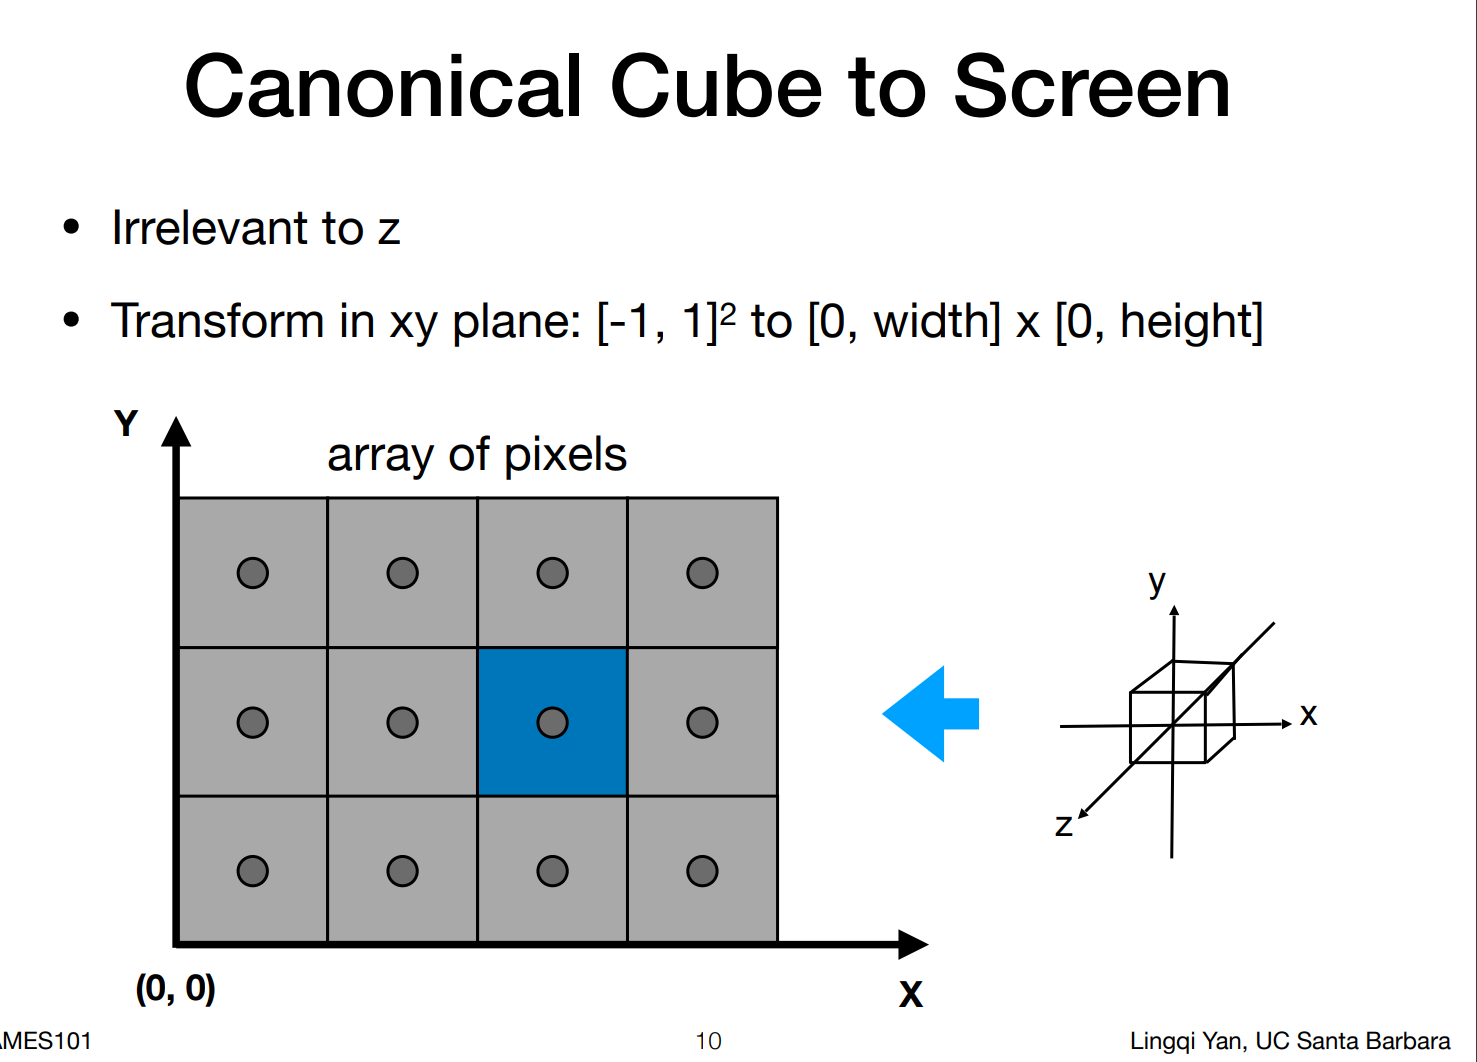 Canonical Cube to Screen
• Irrelevant to z
• Transform in xy plane: [-1, 1]² to [0, width] x [0, height]
Y
array of pixels
y
x
z
(0, 0)
X
AMES101
10
Lingqi Yan, UC Santa Barbara